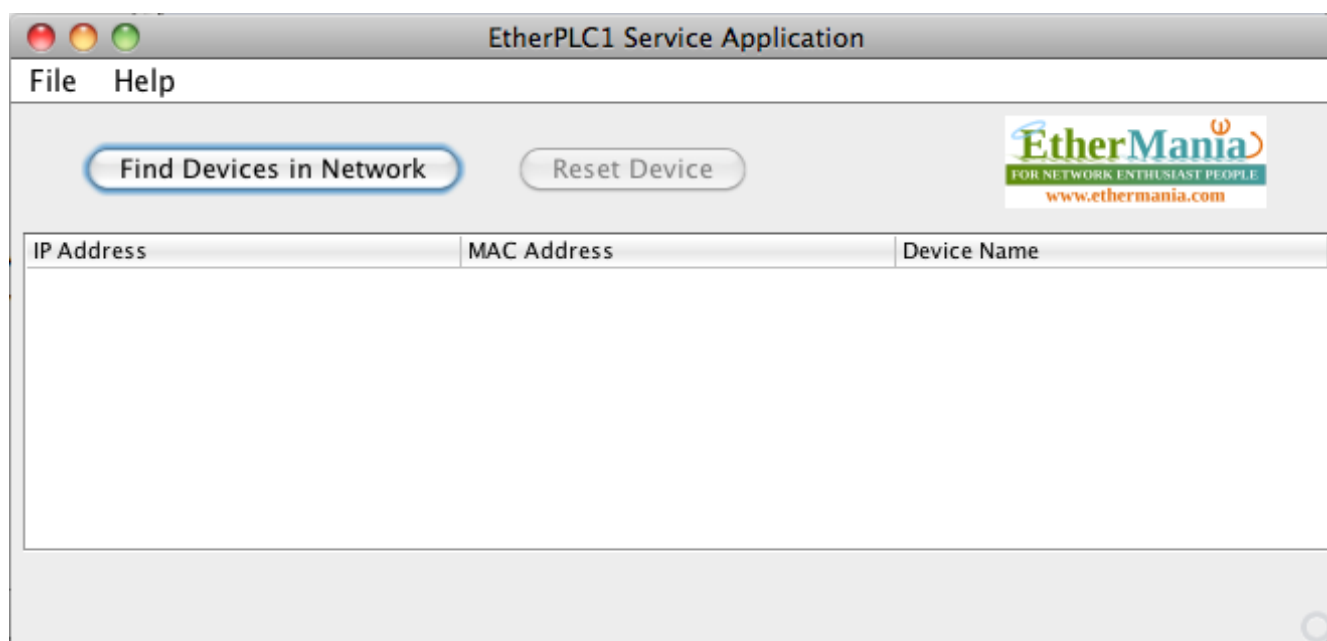 EtherPLC1 Service Application
File Help
Find Devices in Network Reset Device
EtherMania
FOR NETWORK ENTHUSIAST PEOPLE
www.ethermania.com
IP Address MAC Address Device Name